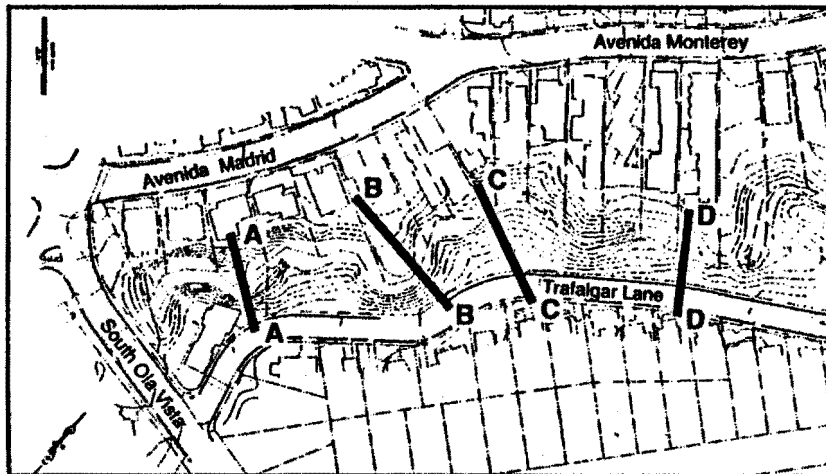 Avenida Monterey
Avenida Madrid
B
C
A
D
A
B
C
Trafalgar Lane
D
South Ola Vista